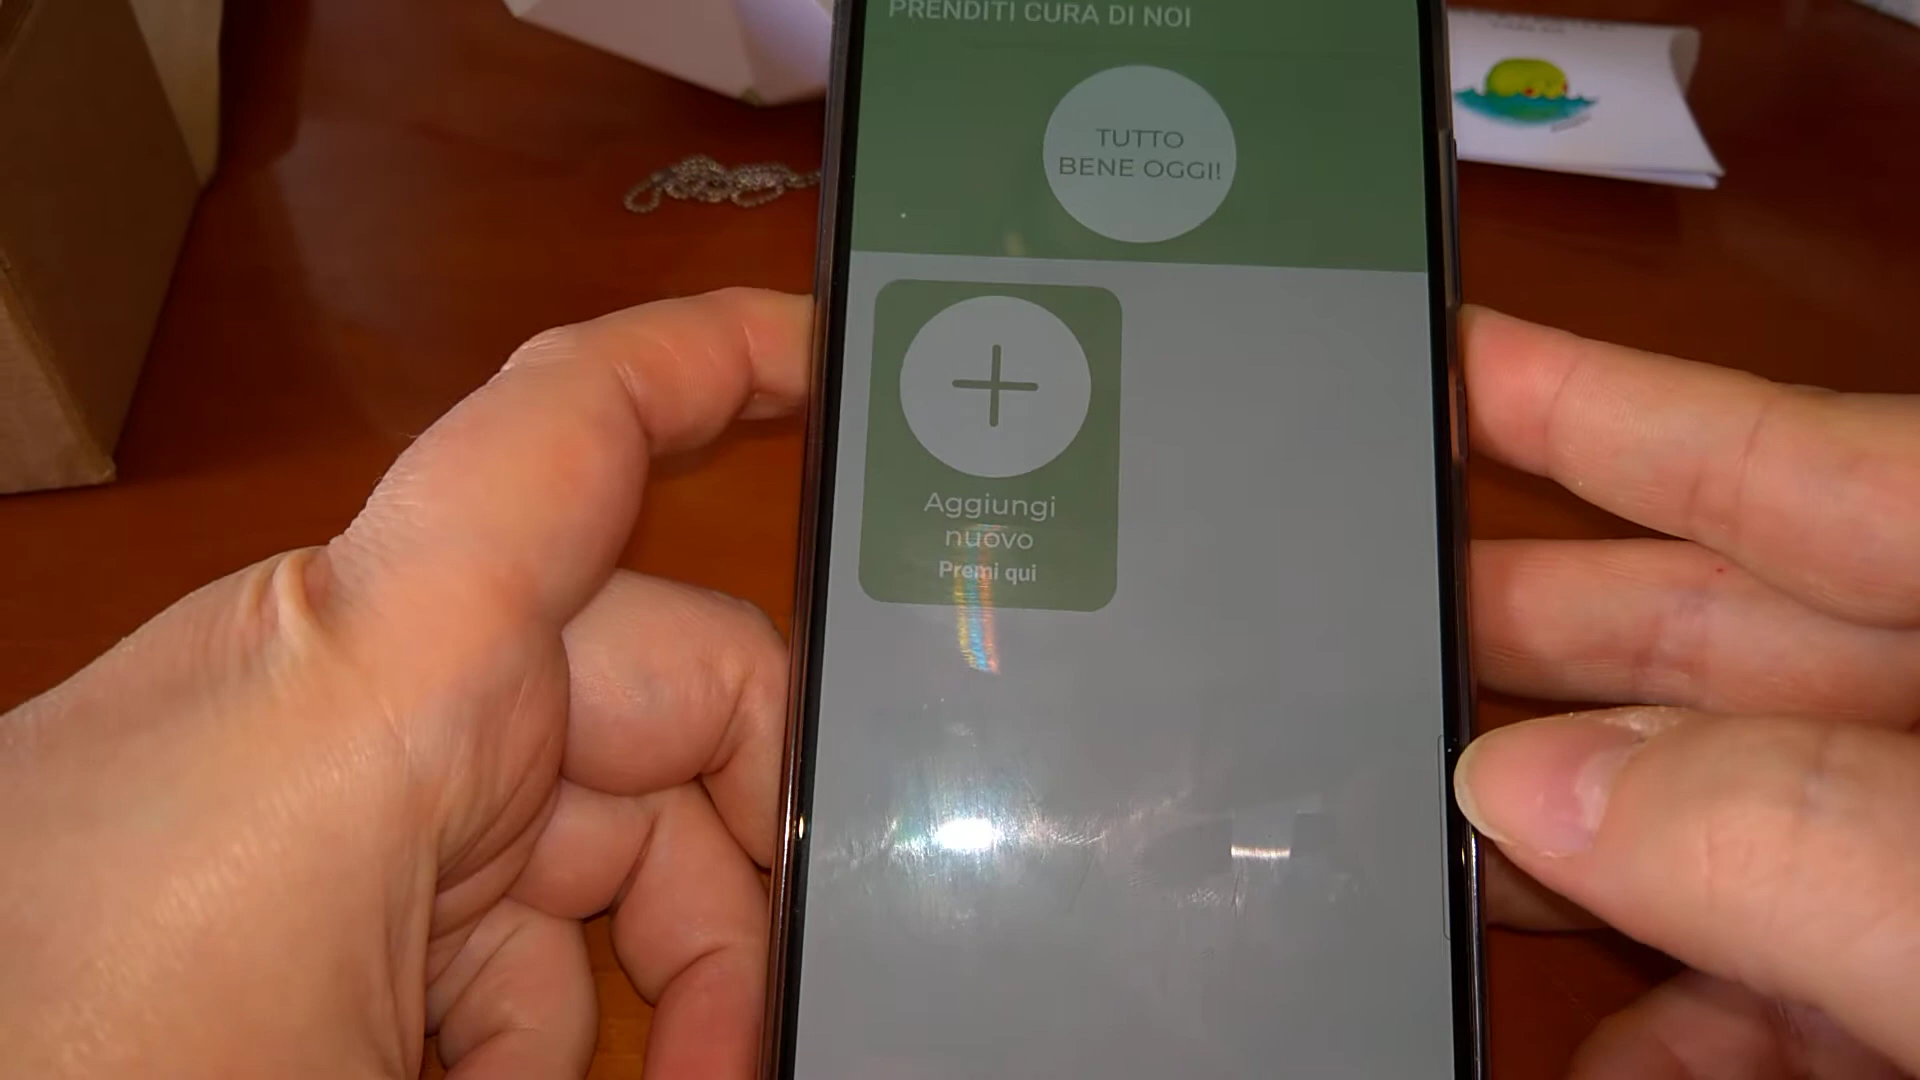 PRENDITI CURA DI NOI
TUTTO
BENE OGGI!
Aggiungi
nuovo
Premi qui